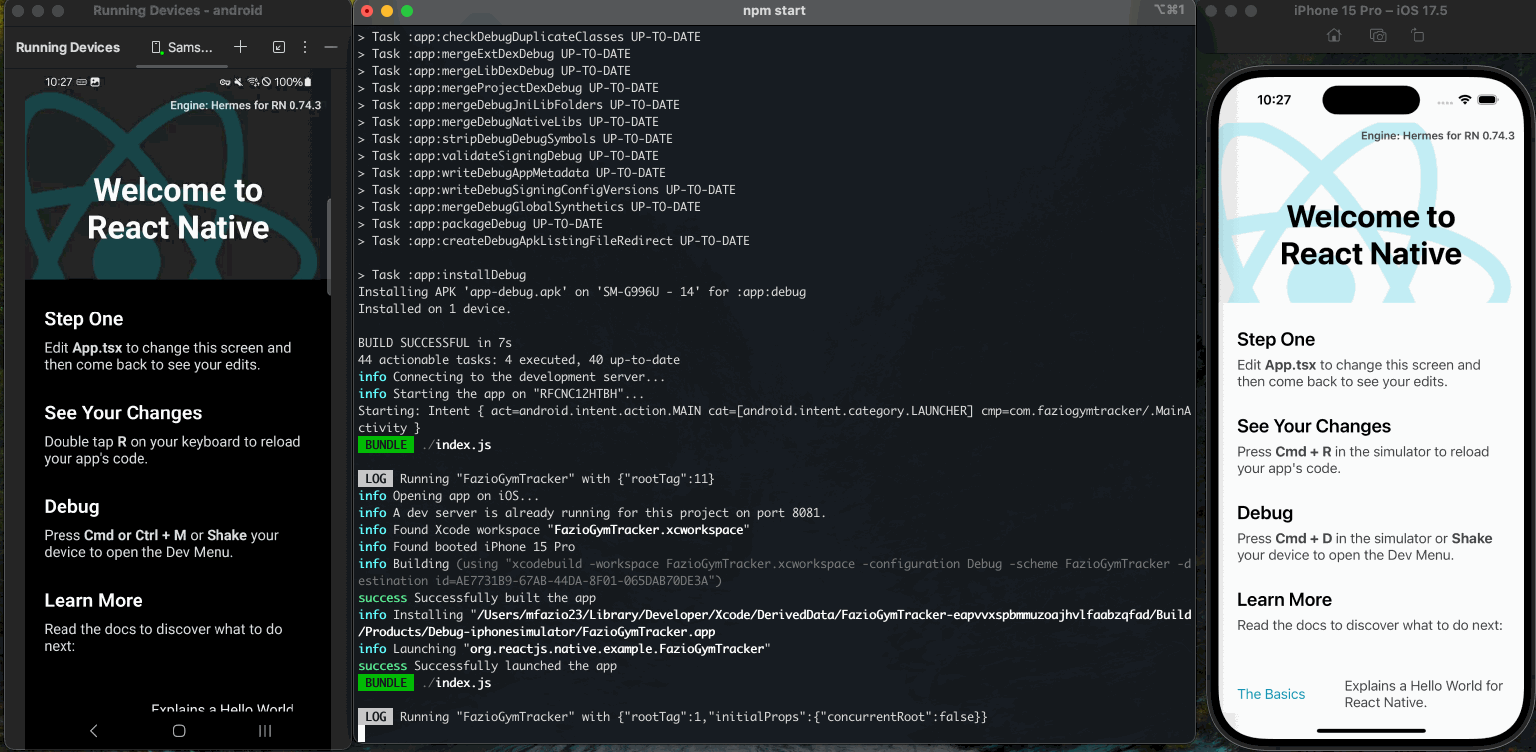 Running Devices - android
Running Devices
Sams...
10:27
100%
Engine: Hermes for RN 0.74.3
Welcome to
React Native
Step One
Edit App.tsx to change this screen and
then come back to see your edits.
See Your Changes
Double tap R on your keyboard to reload
your app's code.
Debug
Press Cmd or Ctrl + M or Shake your
device to open the Dev Menu.
Learn More
Read the docs to discover what to do
next:
Explains a Hello World
npm start
⌥⌘1
> Task :app:checkDebugDuplicateClasses UP-TO-DATE
> Task :app:mergeExtDexDebug UP-TO-DATE
> Task :app:mergeLibDexDebug UP-TO-DATE
> Task :app:mergeProjectDexDebug UP-TO-DATE
> Task :app:mergeDebugJniLibFolders UP-TO-DATE
> Task :app:mergeDebugNativeLibs UP-TO-DATE
> Task :app:stripDebugDebugSymbols UP-TO-DATE
> Task :app:validateSigningDebug UP-TO-DATE
> Task :app:writeDebugAppMetadata UP-TO-DATE
> Task :app:writeDebugSigningConfigVersions UP-TO-DATE
> Task :app:mergeDebugGlobalSynthetics UP-TO-DATE
> Task :app:packageDebug UP-TO-DATE
> Task :app:createDebugApkListingFileRedirect UP-TO-DATE
> Task :app:installDebug
Installing APK 'app-debug.apk' on 'SM-G996U - 14' for :app:debug
Installed on 1 device.
BUILD SUCCESSFUL in 7s
44 actionable tasks: 4 executed, 40 up-to-date
info Connecting to the development server...
info Starting the app on "RFCNC12HTBH"...
Starting: Intent { act=android.intent.action.MAIN cat=[android.intent.category.LAUNCHER] cmp=com.faziogymtracker/.MainA
ctivity }
BUNDLE ./index.js
LOG Running "FazioGymTracker" with {"rootTag":11}
info Opening app on iOS...
info A dev server is already running for this project on port 8081.
info Found Xcode workspace "FazioGymTracker.xcworkspace"
info Found booted iPhone 15 Pro
info Building (using "xcodebuild -workspace FazioGymTracker.xcworkspace -configuration Debug -scheme FazioGymTracker -d
estination id=AE7731B9-67AB-44DA-8F01-065DAB70DE3A")
success Successfully built the app
info Installing "/Users/mfazio23/Library/Developer/Xcode/DerivedData/FazioGymTracker-eapvvxspbmmuzoajhvlfaabzqfad/Build
/Products/Debug-iphonesimulator/FazioGymTracker.app
info Launching "org.reactjs.native.example.FazioGymTracker"
success Successfully launched the app
BUNDLE ./index.js
LOG Running "FazioGymTracker" with {"rootTag":1,"initialProps":{"concurrentRoot":false}}
iPhone 15 Pro – iOS 17.5
10:27
Engine: Hermes for RN 0.74.3
Welcome to
React Native
Step One
Edit App.tsx to change this screen and
then come back to see your edits.
See Your Changes
Press Cmd + R in the simulator to reload
your app's code.
Debug
Press Cmd + D in the simulator or Shake
your device to open the Dev Menu.
Learn More
Read the docs to discover what to do next:
The Basics
Explains a Hello World for
React Native.